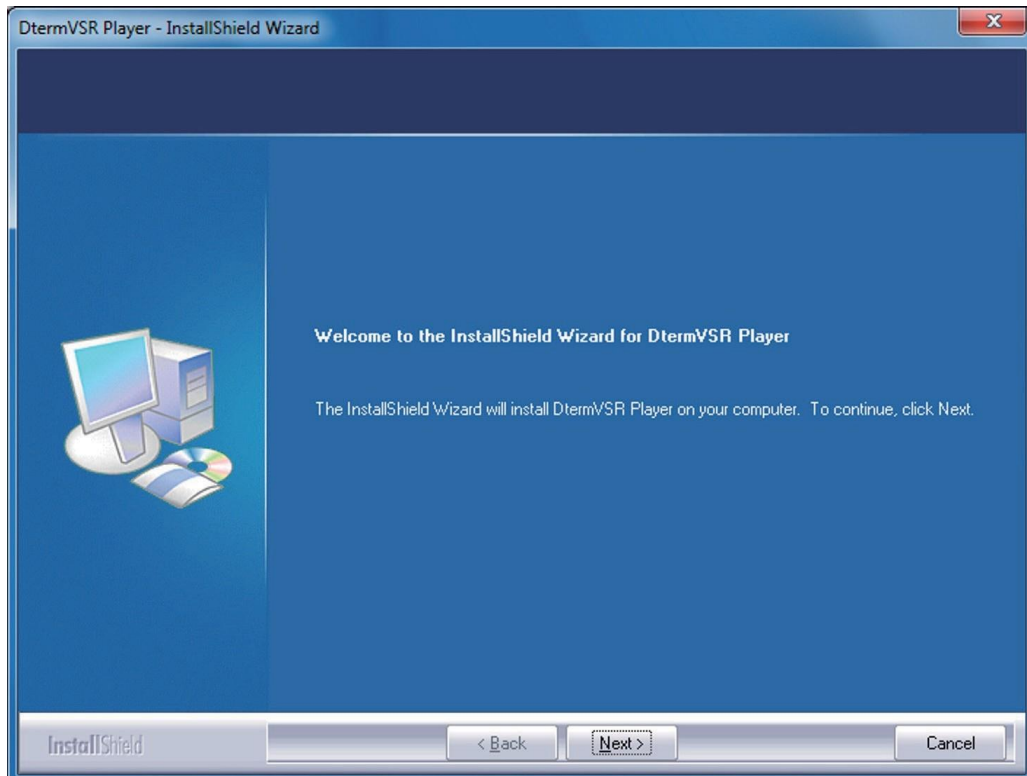 DtermVSR Player - InstallShield Wizard
Welcome to the InstallShield Wizard for DtermVSR Player
The InstallShield Wizard will install DtermVSR Player on your computer. To continue, click Next.
InstallShield
< Back
Next >
Cancel